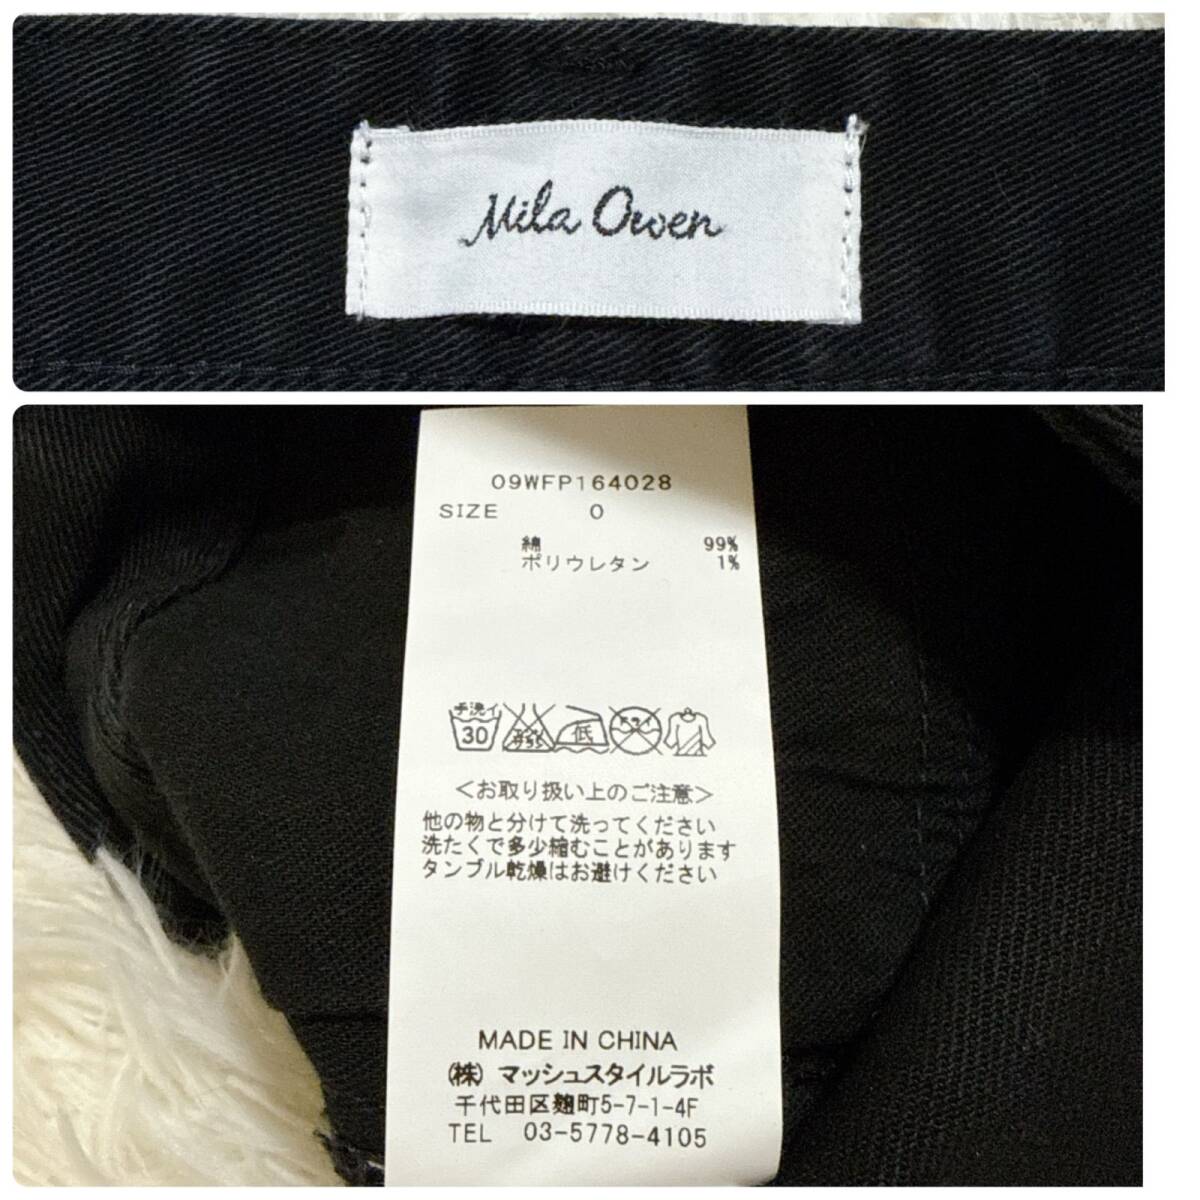 Mila Owen
09WFP164028
SIZE 0
綿 99%
ポリウレタン 1%
手洗イ
30 低 ドライ
<お取り扱い上のご注意>
他の物と分けて洗ってください
洗たくで多少縮むことがあります
タンブル乾燥はお避けください
MADE IN CHINA
(株) マッシュスタイルラボ
千代田区麹町5-7-1-4F
TEL 03-5778-4105